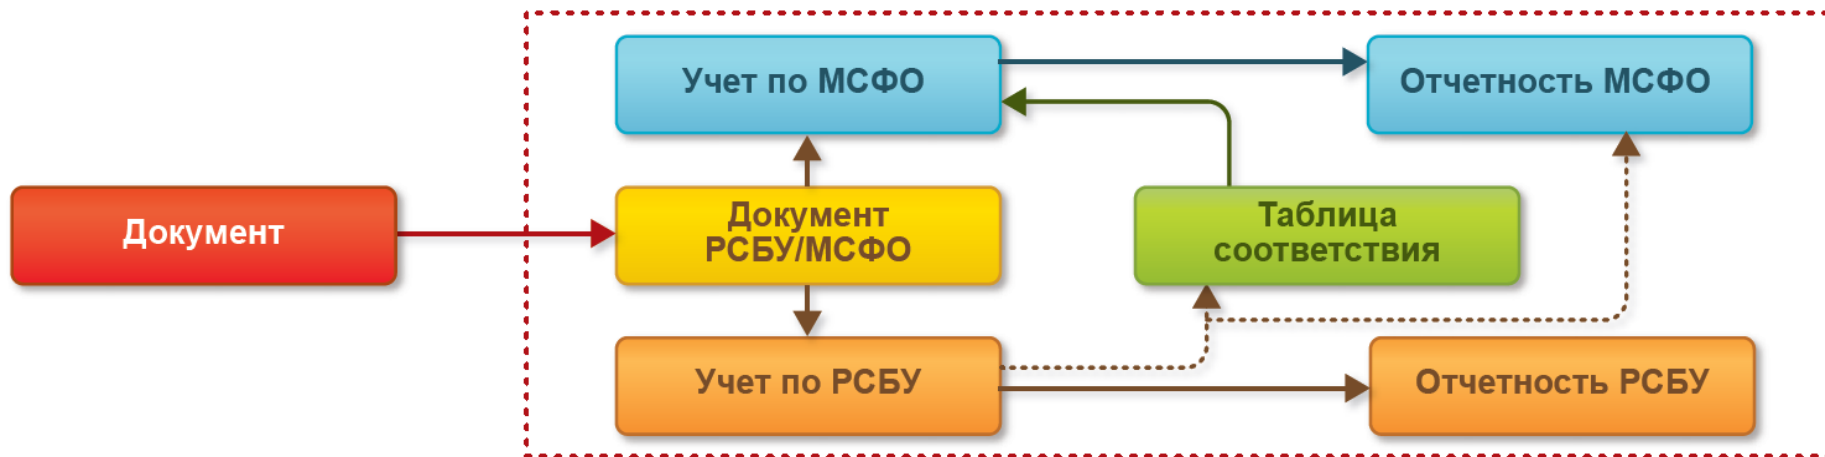 Учет по МСФО
Отчетность МСФО
Документ
Документ
РСБУ/МСФО
Таблица
соответствия
Учет по РСБУ
Отчетность РСБУ